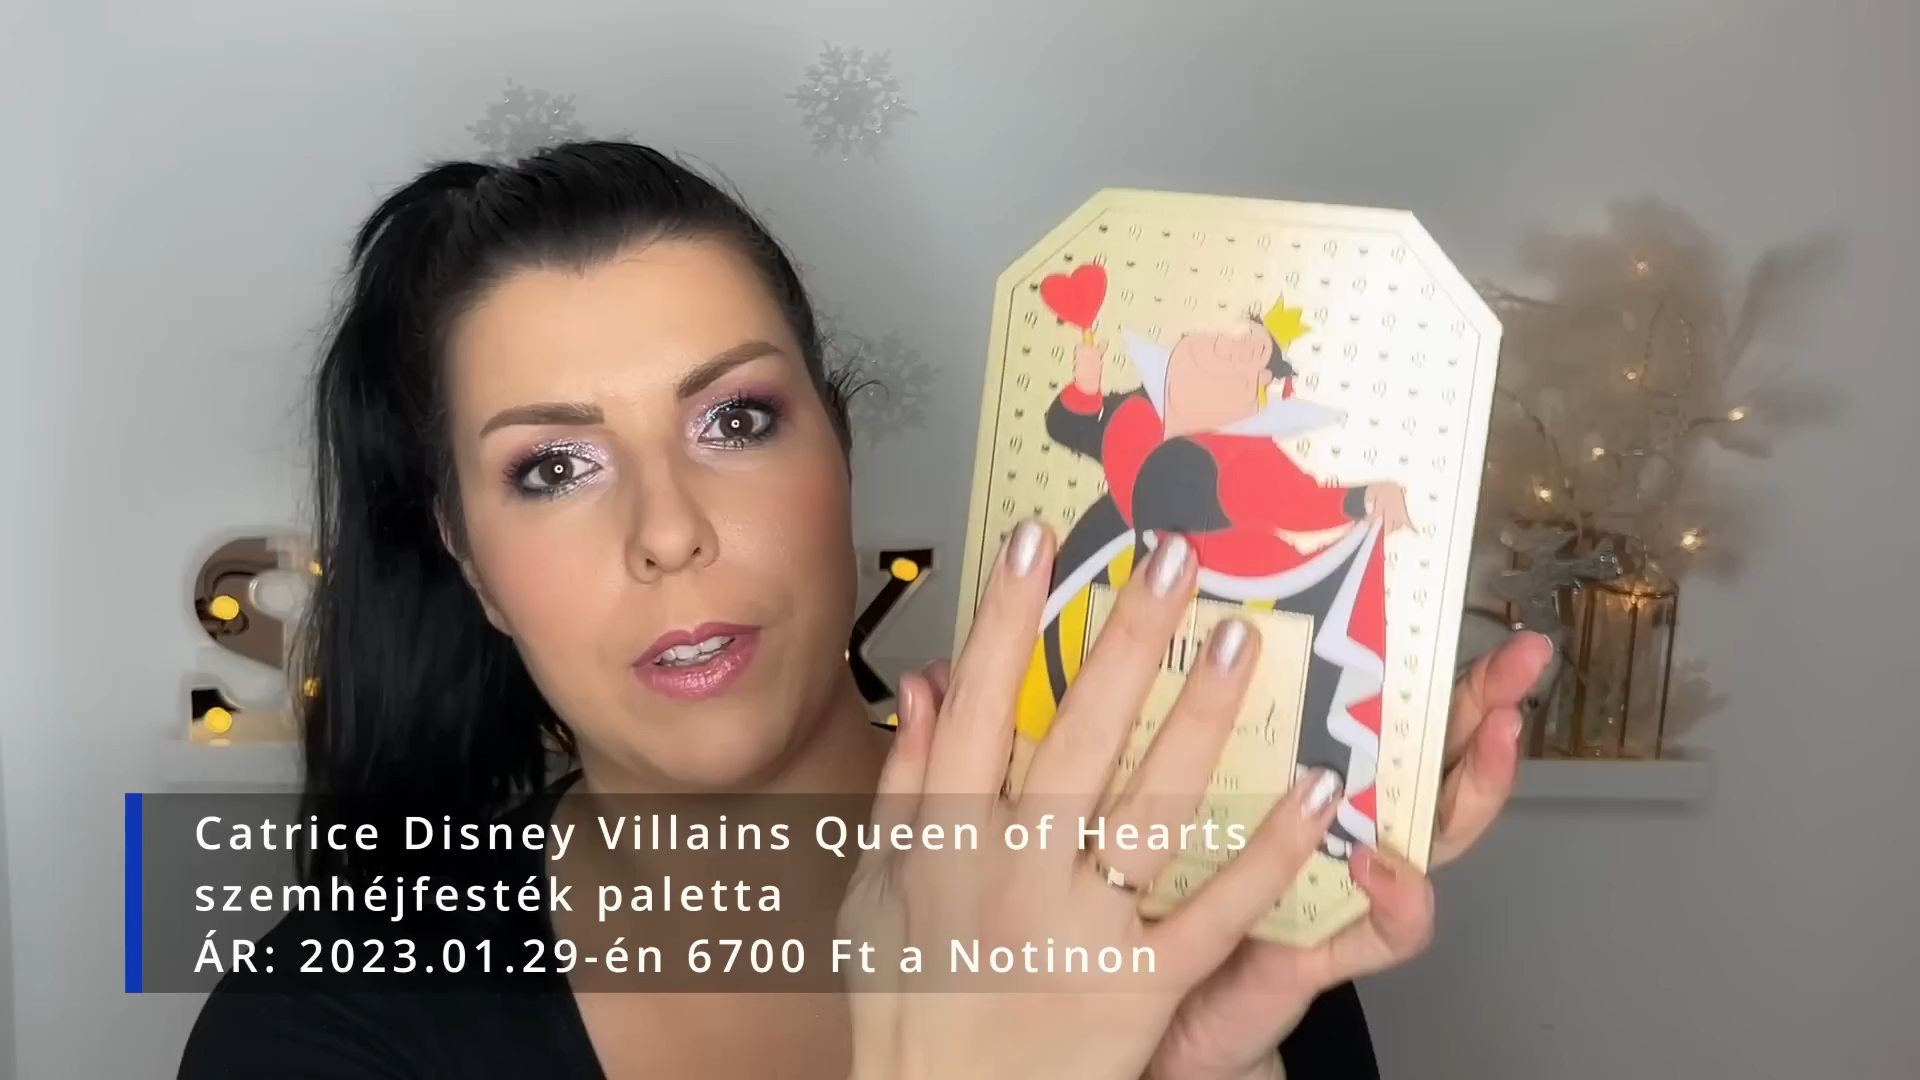 Catrice Disney Villains Queen of Hearts
szemhéjfesték paletta
ÁR: 2023.01.29-én 6700 Ft a Notinon